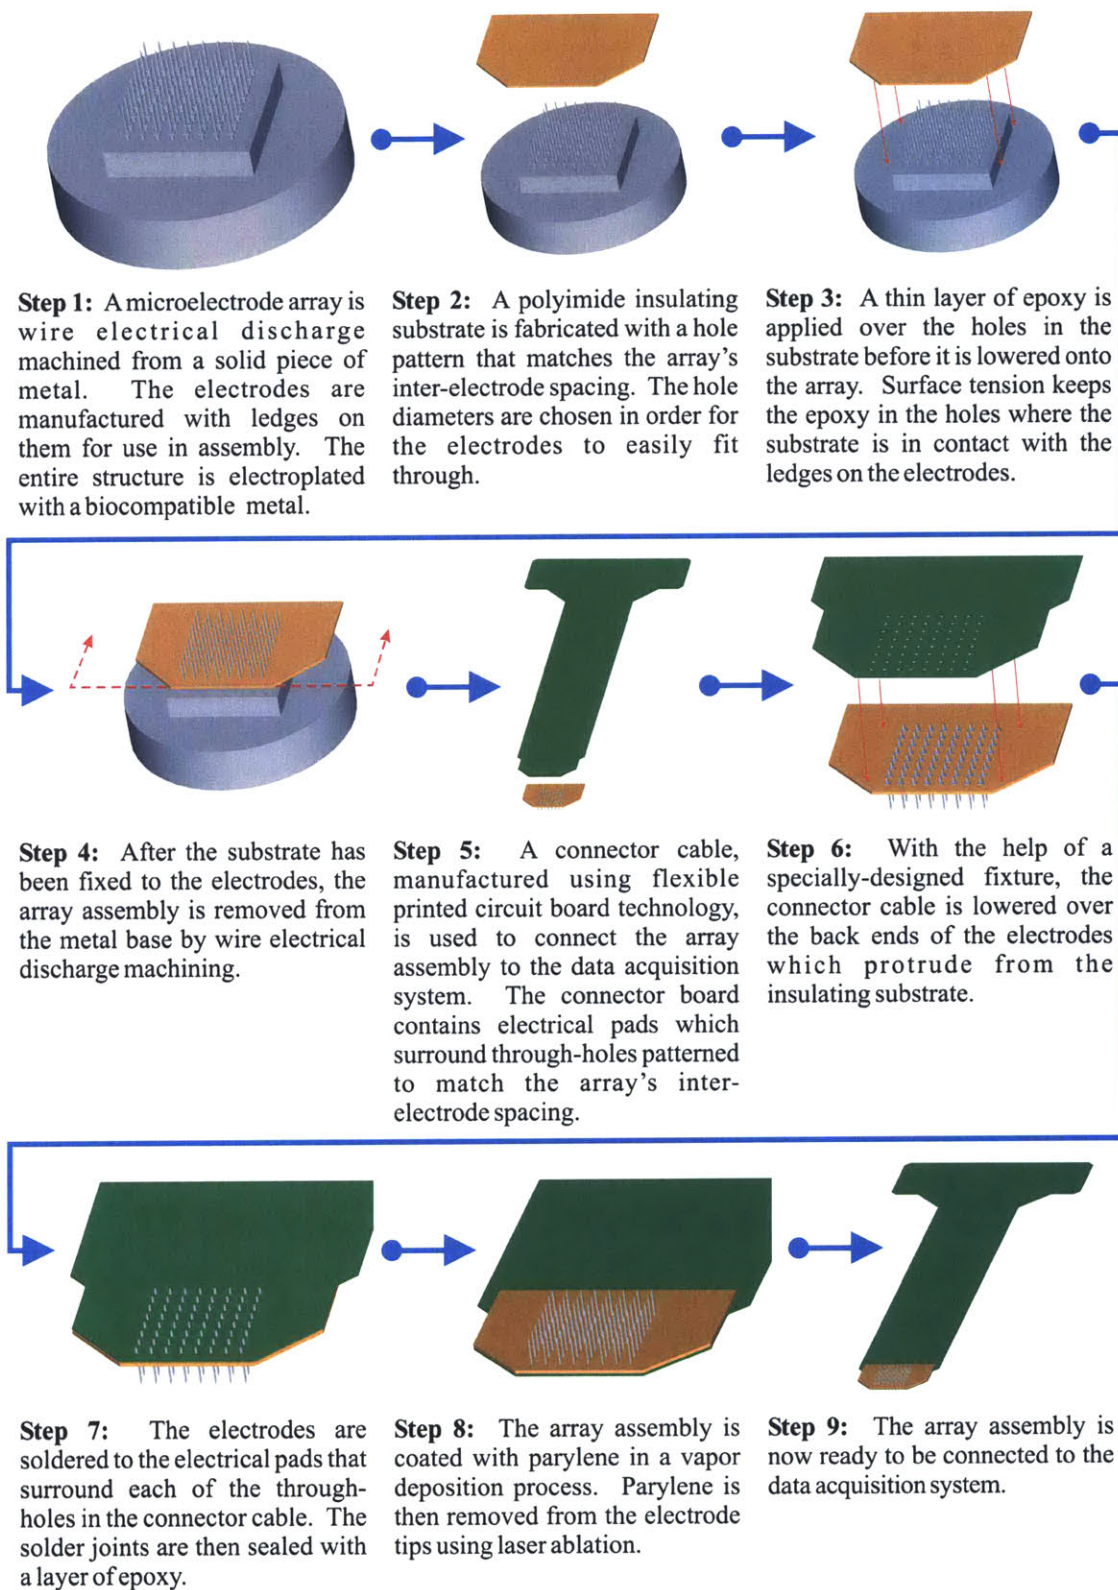 Step 1: A microelectrode array is
wire electrical discharge
machined from a solid piece of
metal. The electrodes are
manufactured with ledges on
them for use in assembly. The
entire structure is electroplated
with a biocompatible metal.
Step 2: A polyimide insulating
substrate is fabricated with a hole
pattern that matches the array's
inter-electrode spacing. The hole
diameters are chosen in order for
the electrodes to easily fit
through.
Step 3: A thin layer of epoxy is
applied over the holes in the
substrate before it is lowered onto
the array. Surface tension keeps
the epoxy in the holes where the
substrate is in contact with the
ledges on the electrodes.
Step 4: After the substrate has
been fixed to the electrodes, the
array assembly is removed from
the metal base by wire electrical
discharge machining.
Step 5: A connector cable,
manufactured using flexible
printed circuit board technology,
is used to connect the array
assembly to the data acquisition
system. The connector board
contains electrical pads which
surround through-holes patterned
to match the array's inter-
electrode spacing.
Step 6: With the help of a
specially-designed fixture, the
connector cable is lowered over
the back ends of the electrodes
which protrude from the
insulating substrate.
Step 7: The electrodes are
soldered to the electrical pads that
surround each of the through-
holes in the connector cable. The
solder joints are then sealed with
a layer of epoxy.
Step 8: The array assembly is
coated with parylene in a vapor
deposition process. Parylene is
then removed from the electrode
tips using laser ablation.
Step 9: The array assembly is
now ready to be connected to the
data acquisition system.